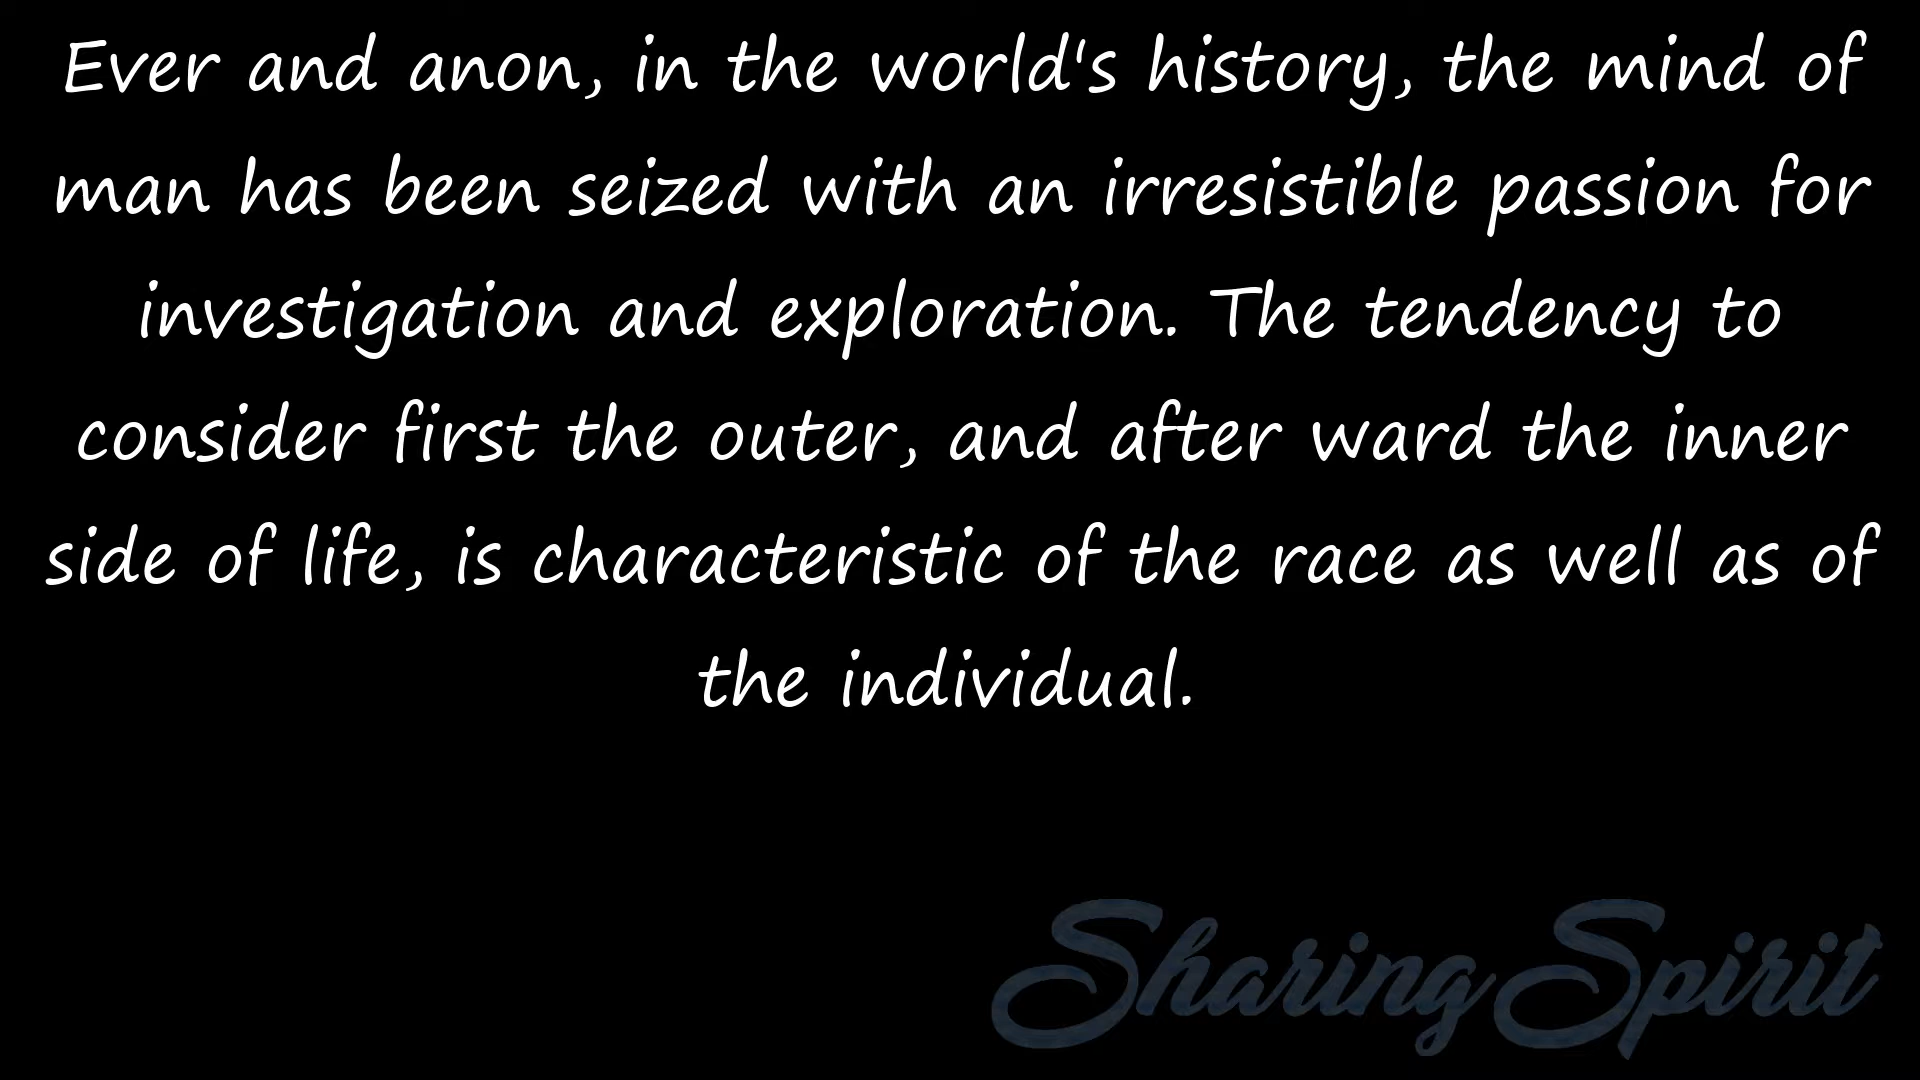 Ever and anon, in the world's history, the mind of
man has been seized with an irresistible passion for
investigation and exploration. The tendency to
consider first the outer, and after ward the inner
side of life, is characteristic of the race as well as of
the individual.
Sharing Spirit